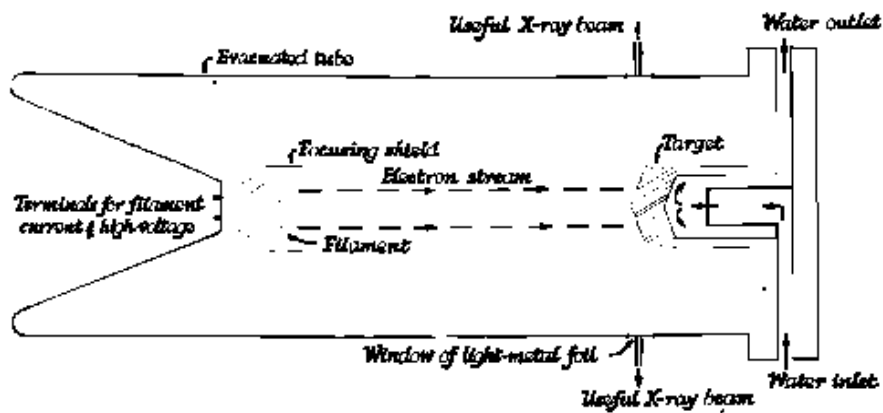 Useful X-ray beam
Water outlet
Evacuated tube
Focusing shield
Target
Electron stream
Terminals for filament
current & high-voltage
Filament
Window of light-metal foil
Water inlet
Useful X-ray beam